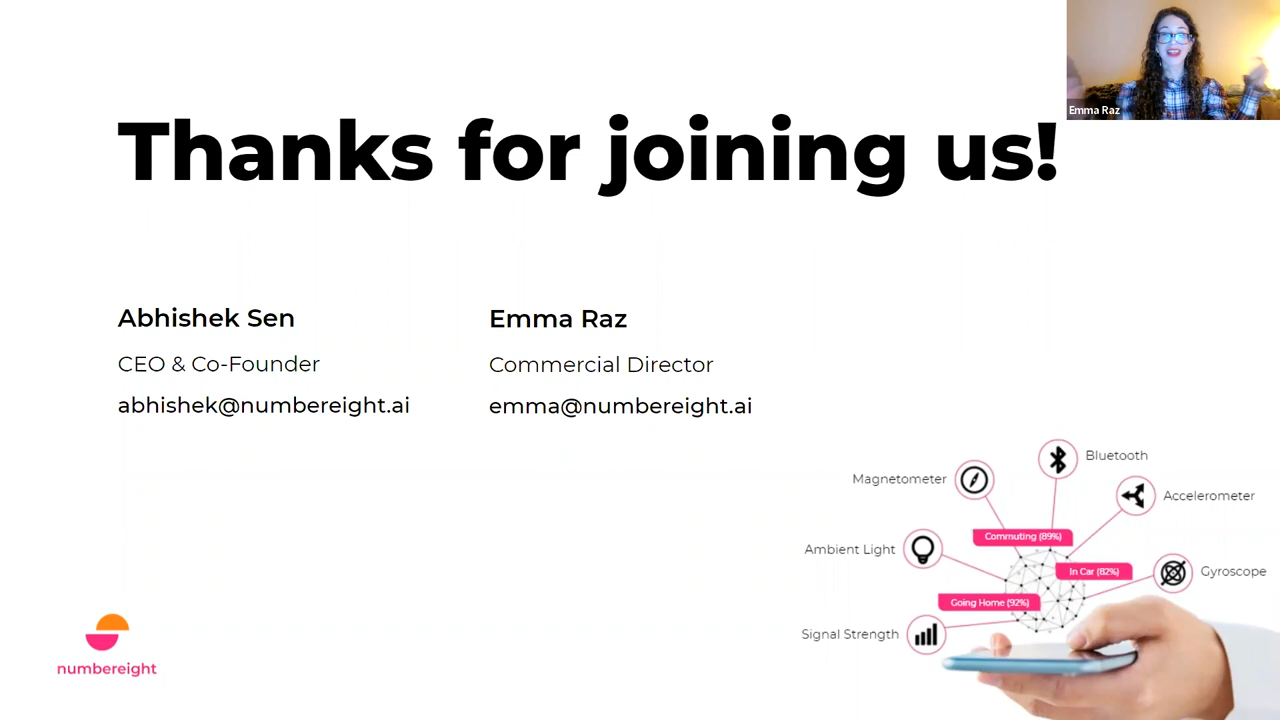 Emma Raz
Thanks for joining us!
Abhishek Sen
CEO & Co-Founder
abhishek@numbereight.ai
Emma Raz
Commercial Director
emma@numbereight.ai
Bluetooth
Magnetometer
Accelerometer
Commuting (89%)
Ambient Light
In Car (82%)
Gyroscope
Going Home (92%)
Signal Strength
numbereight